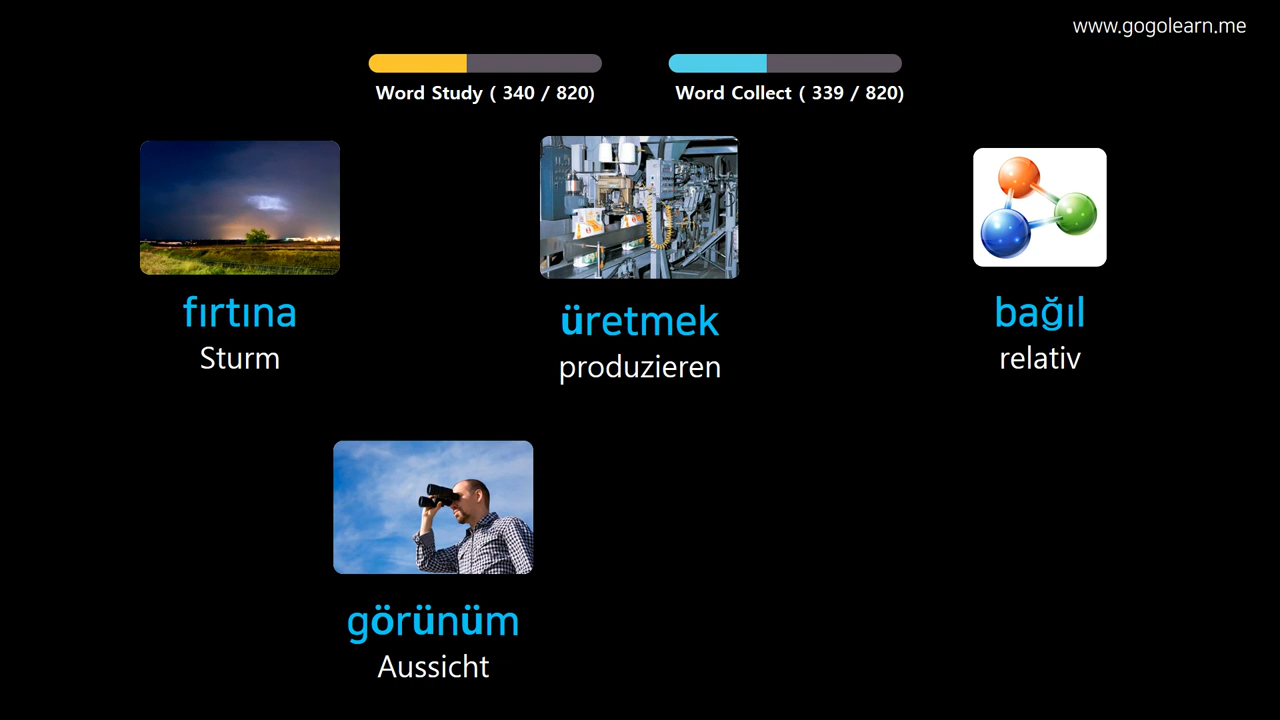 www.gogolearn.me
Word Study ( 340 / 820)
Word Collect ( 339 / 820)
fırtına
Sturm
üretmek
produzieren
bağıl
relativ
görünüm
Aussicht